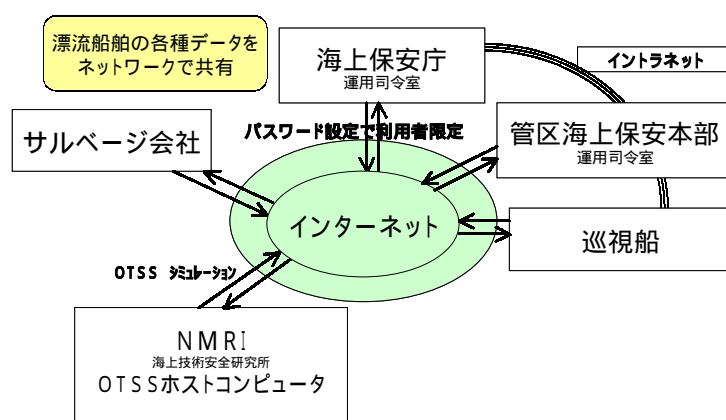 漂流船舶の各種データを
ネットワークで共有
海上保安庁
運用司令室
イントラネット
サルベージ会社
パスワード設定で利用者限定
管区海上保安本部
運用司令室
インターネット
巡視船
OTSS シミュレーション
NMRI
海上技術安全研究所
OTSSホストコンピュータ